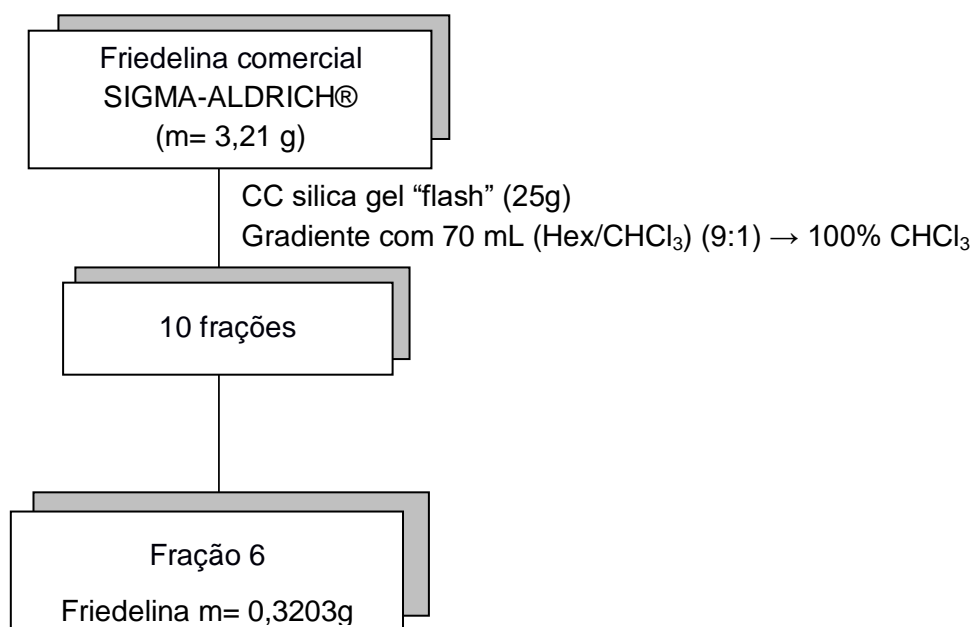 Friedelina comercial
SIGMA-ALDRICH®
(m= 3,21 g)
CC silica gel “flash” (25g)
Gradiente com 70 mL (Hex/CHCl₃) (9:1) → 100% CHCl₃
10 frações
Fração 6
Friedelina m= 0,3203g